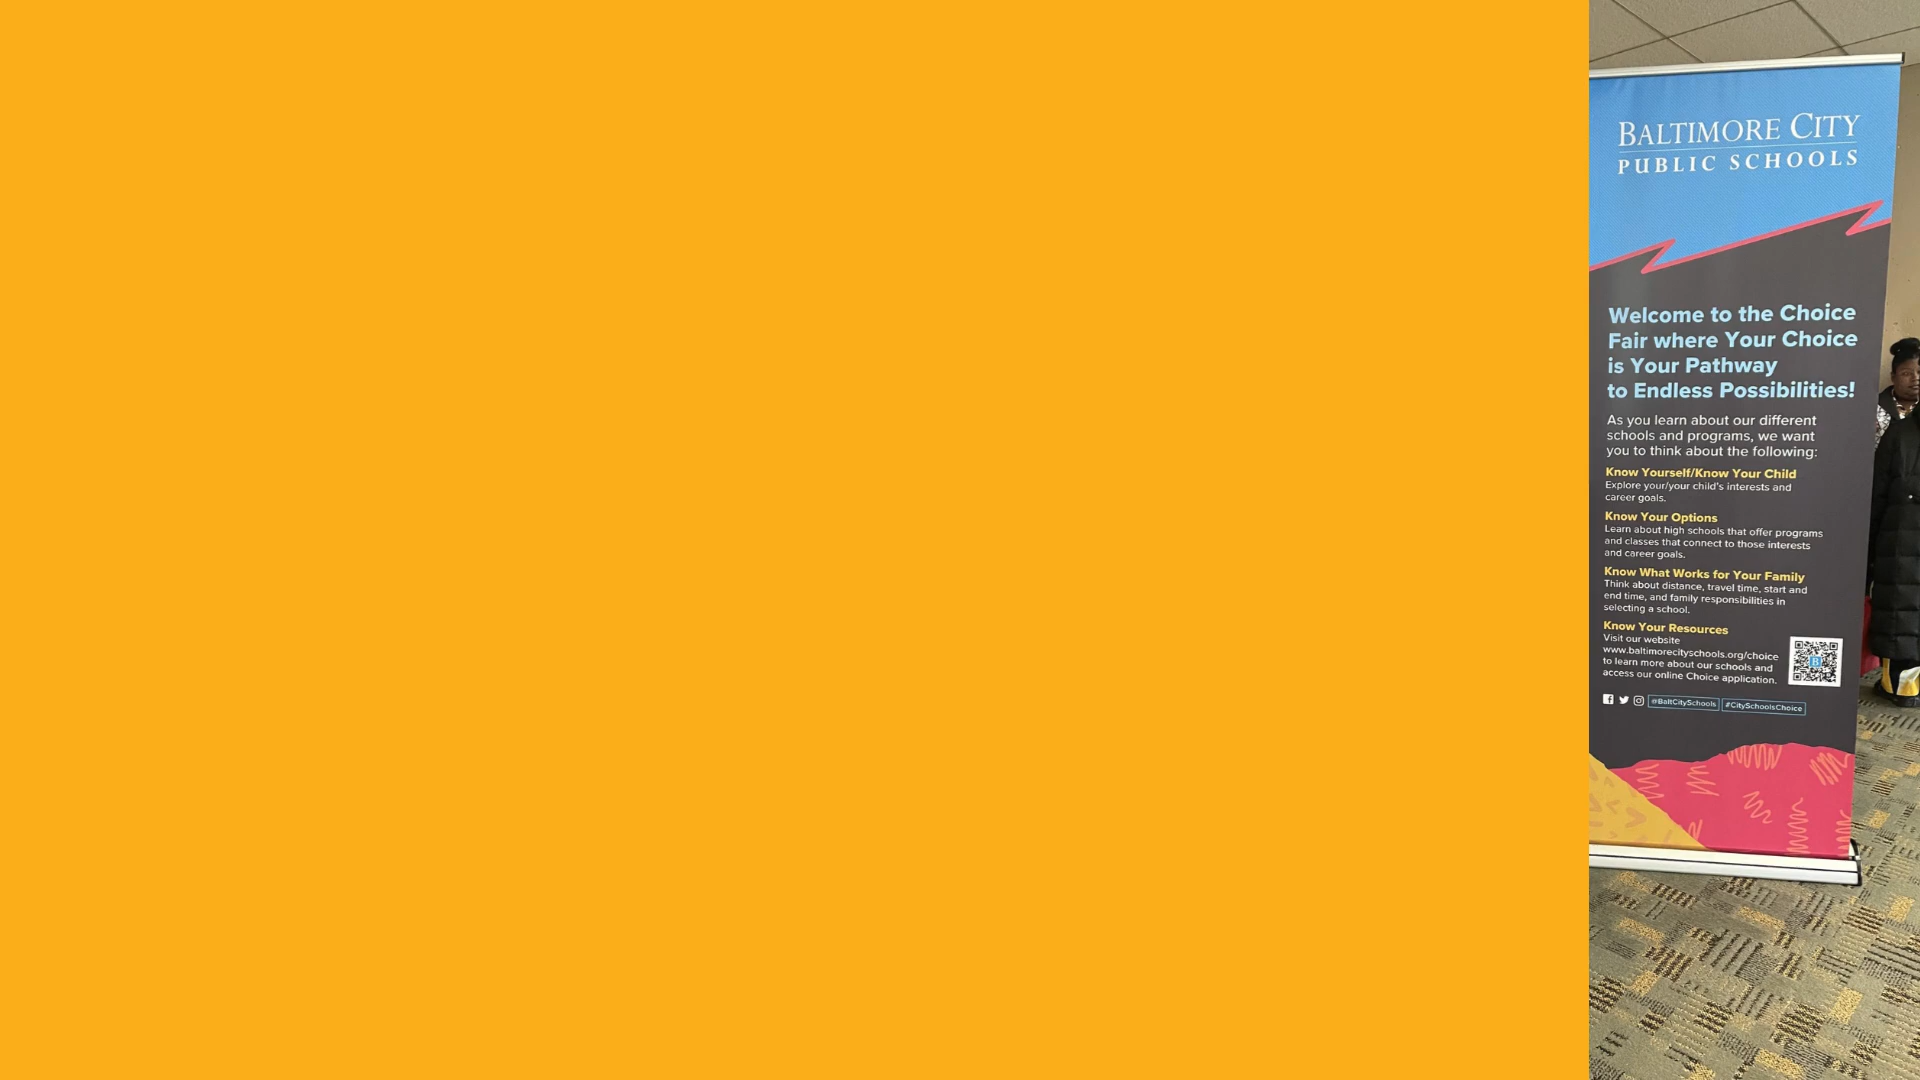 BALTIMORE CITY
PUBLIC SCHOOLS
Welcome to the Choice
Fair where Your Choice
is Your Pathway
to Endless Possibilities!
As you learn about our different
schools and programs, we want
you to think about the following:
Know Yourself/Know Your Child
Explore your/your child's interests and
career goals.
Know Your Options
Learn about high schools that offer programs
and classes that connect to those interests
and career goals.
Know What Works for Your Family
Think about distance, travel time, start and
end time, and family responsibilities in
selecting a school.
Know Your Resources
Visit our website
www.baltimorecityschools.org/choice
to learn more about our schools and
access our online Choice application.
B
@BaltCitySchools #CitySchoolsChoice